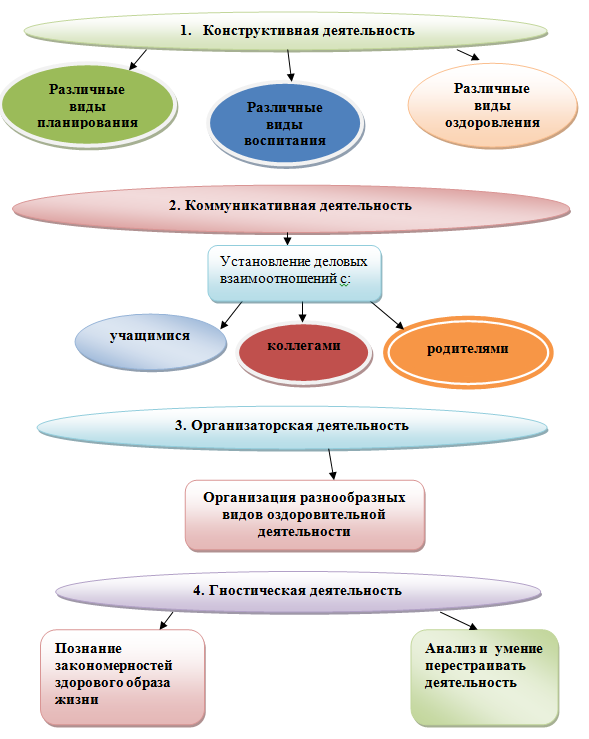 1. Конструктивная деятельность
Различные
виды
планирования
Различные
виды
воспитания
Различные
виды
оздоровления
2. Коммуникативная деятельность
Установление деловых
взаимоотношений с:
учащимися
коллегами
родителями
3. Организаторская деятельность
Организация разнообразных
видов оздоровительной
деятельности
4. Гностическая деятельность
Познание
закономерностей
здорового образа
жизни
Анализ и умение
перестраивать
деятельность